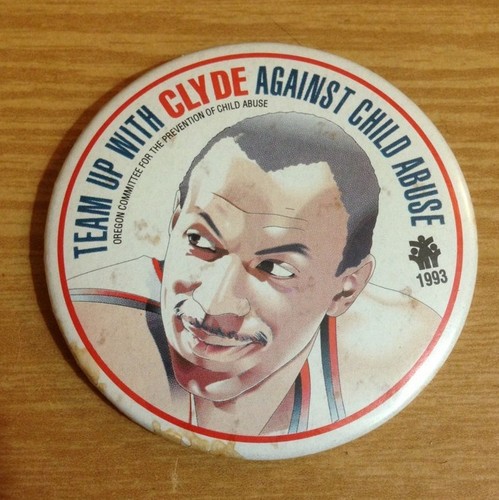 TEAM UP WITH CLYDE AGAINST CHILD ABUSE
OREGON COMMITTEE FOR THE PREVENTION OF CHILD ABUSE
1993